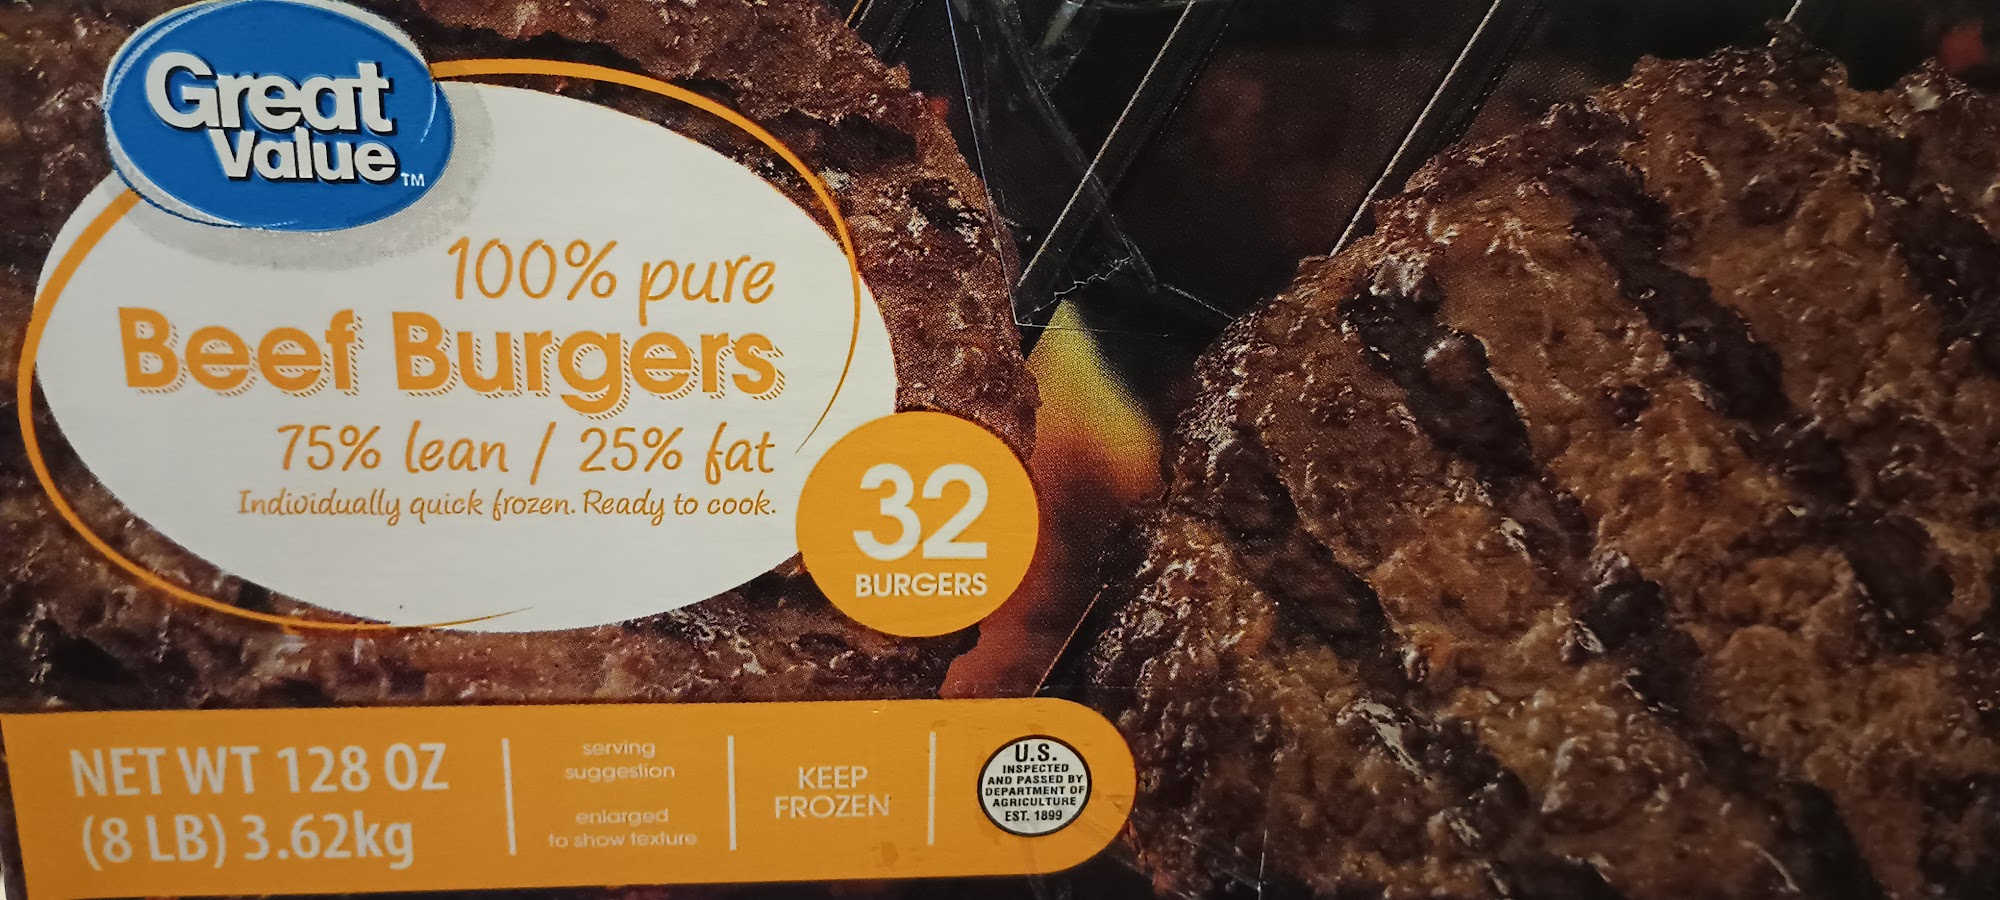 Great
Value™
100% pure
Beef Burgers
75% lean / 25% fat
Individually quick frozen. Ready to cook.
32
BURGERS
NET WT 128 OZ
(8 LB) 3.62kg
serving
suggestion
enlarged
to show texture
KEEP
FROZEN
U.S.
INSPECTED
AND PASSED BY
DEPARTMENT OF
AGRICULTURE
EST. 1899